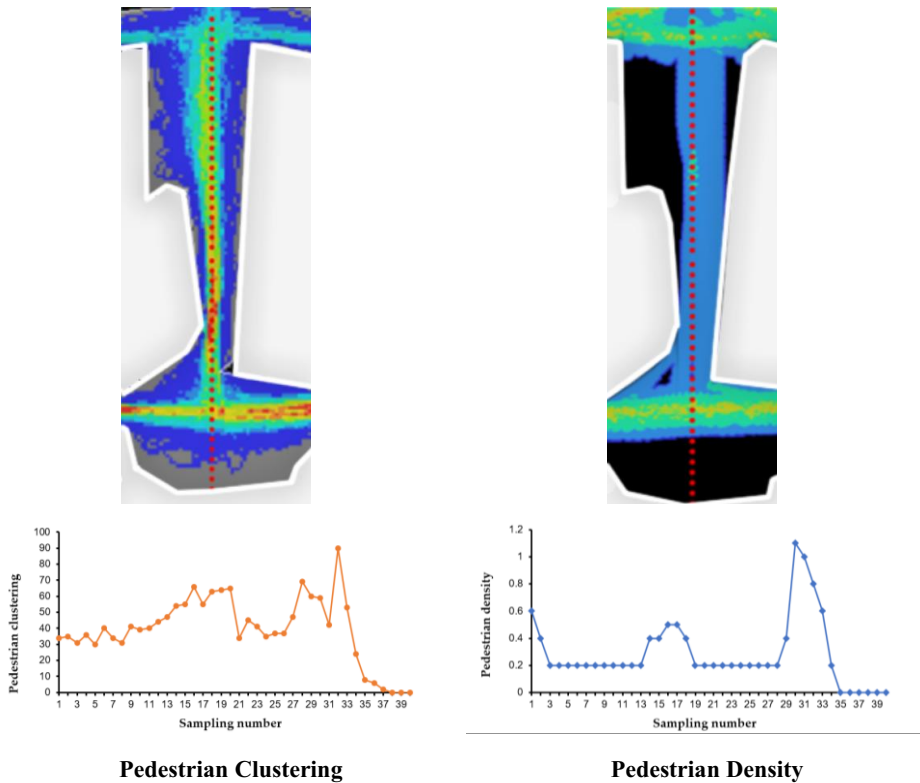 100
90
80
70
60
50
40
30
20
10
0
Pedestrian clustering
1 3 5 7 9 11 13 15 17 19 21 23 25 27 29 31 33 35 37 39
Sampling number
Pedestrian Clustering
1.2
1
0.8
0.6
0.4
0.2
0
Pedestrian density
1 3 5 7 9 11 13 15 17 19 21 23 25 27 29 31 33 35 37 39
Sampling number
Pedestrian Density